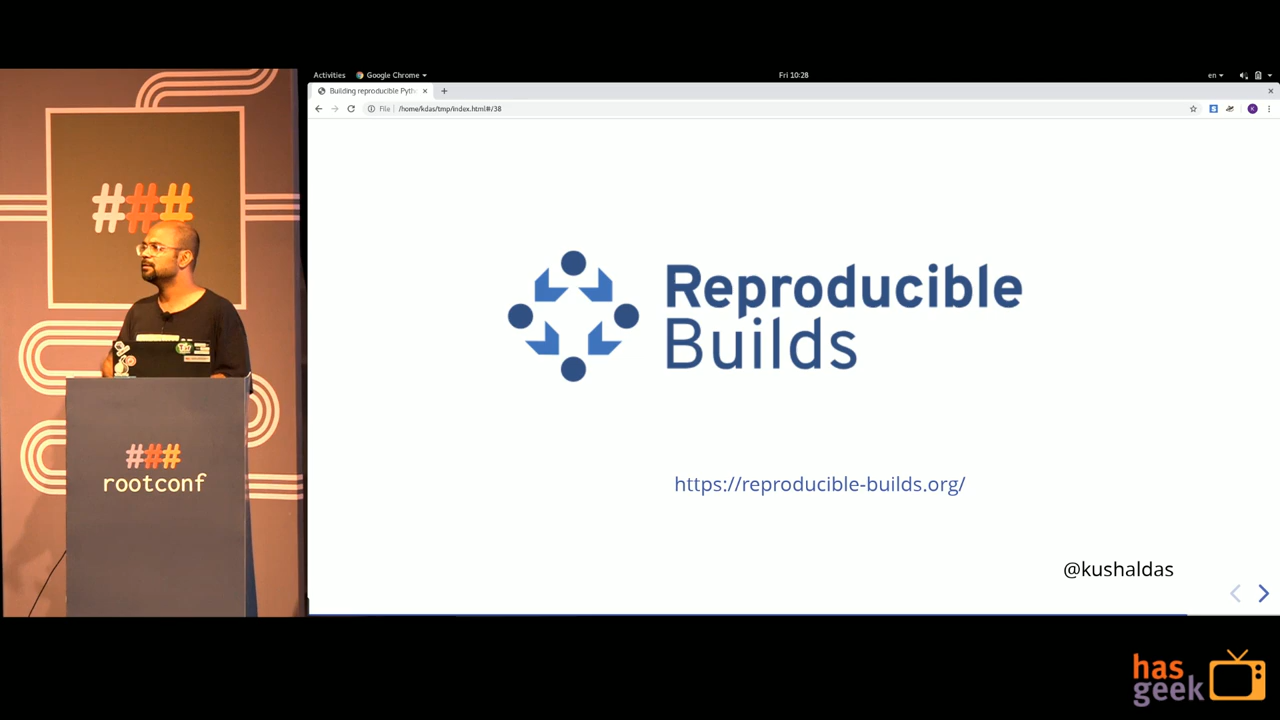 Activities Google Chrome Fri 10:28 en
Building reproducible Pyth
File /home/kdas/tmp/index.html#/38
K
###
Reproducible
Builds
###
rootconf
https://reproducible-builds.org/
@kushaldas
has
geek